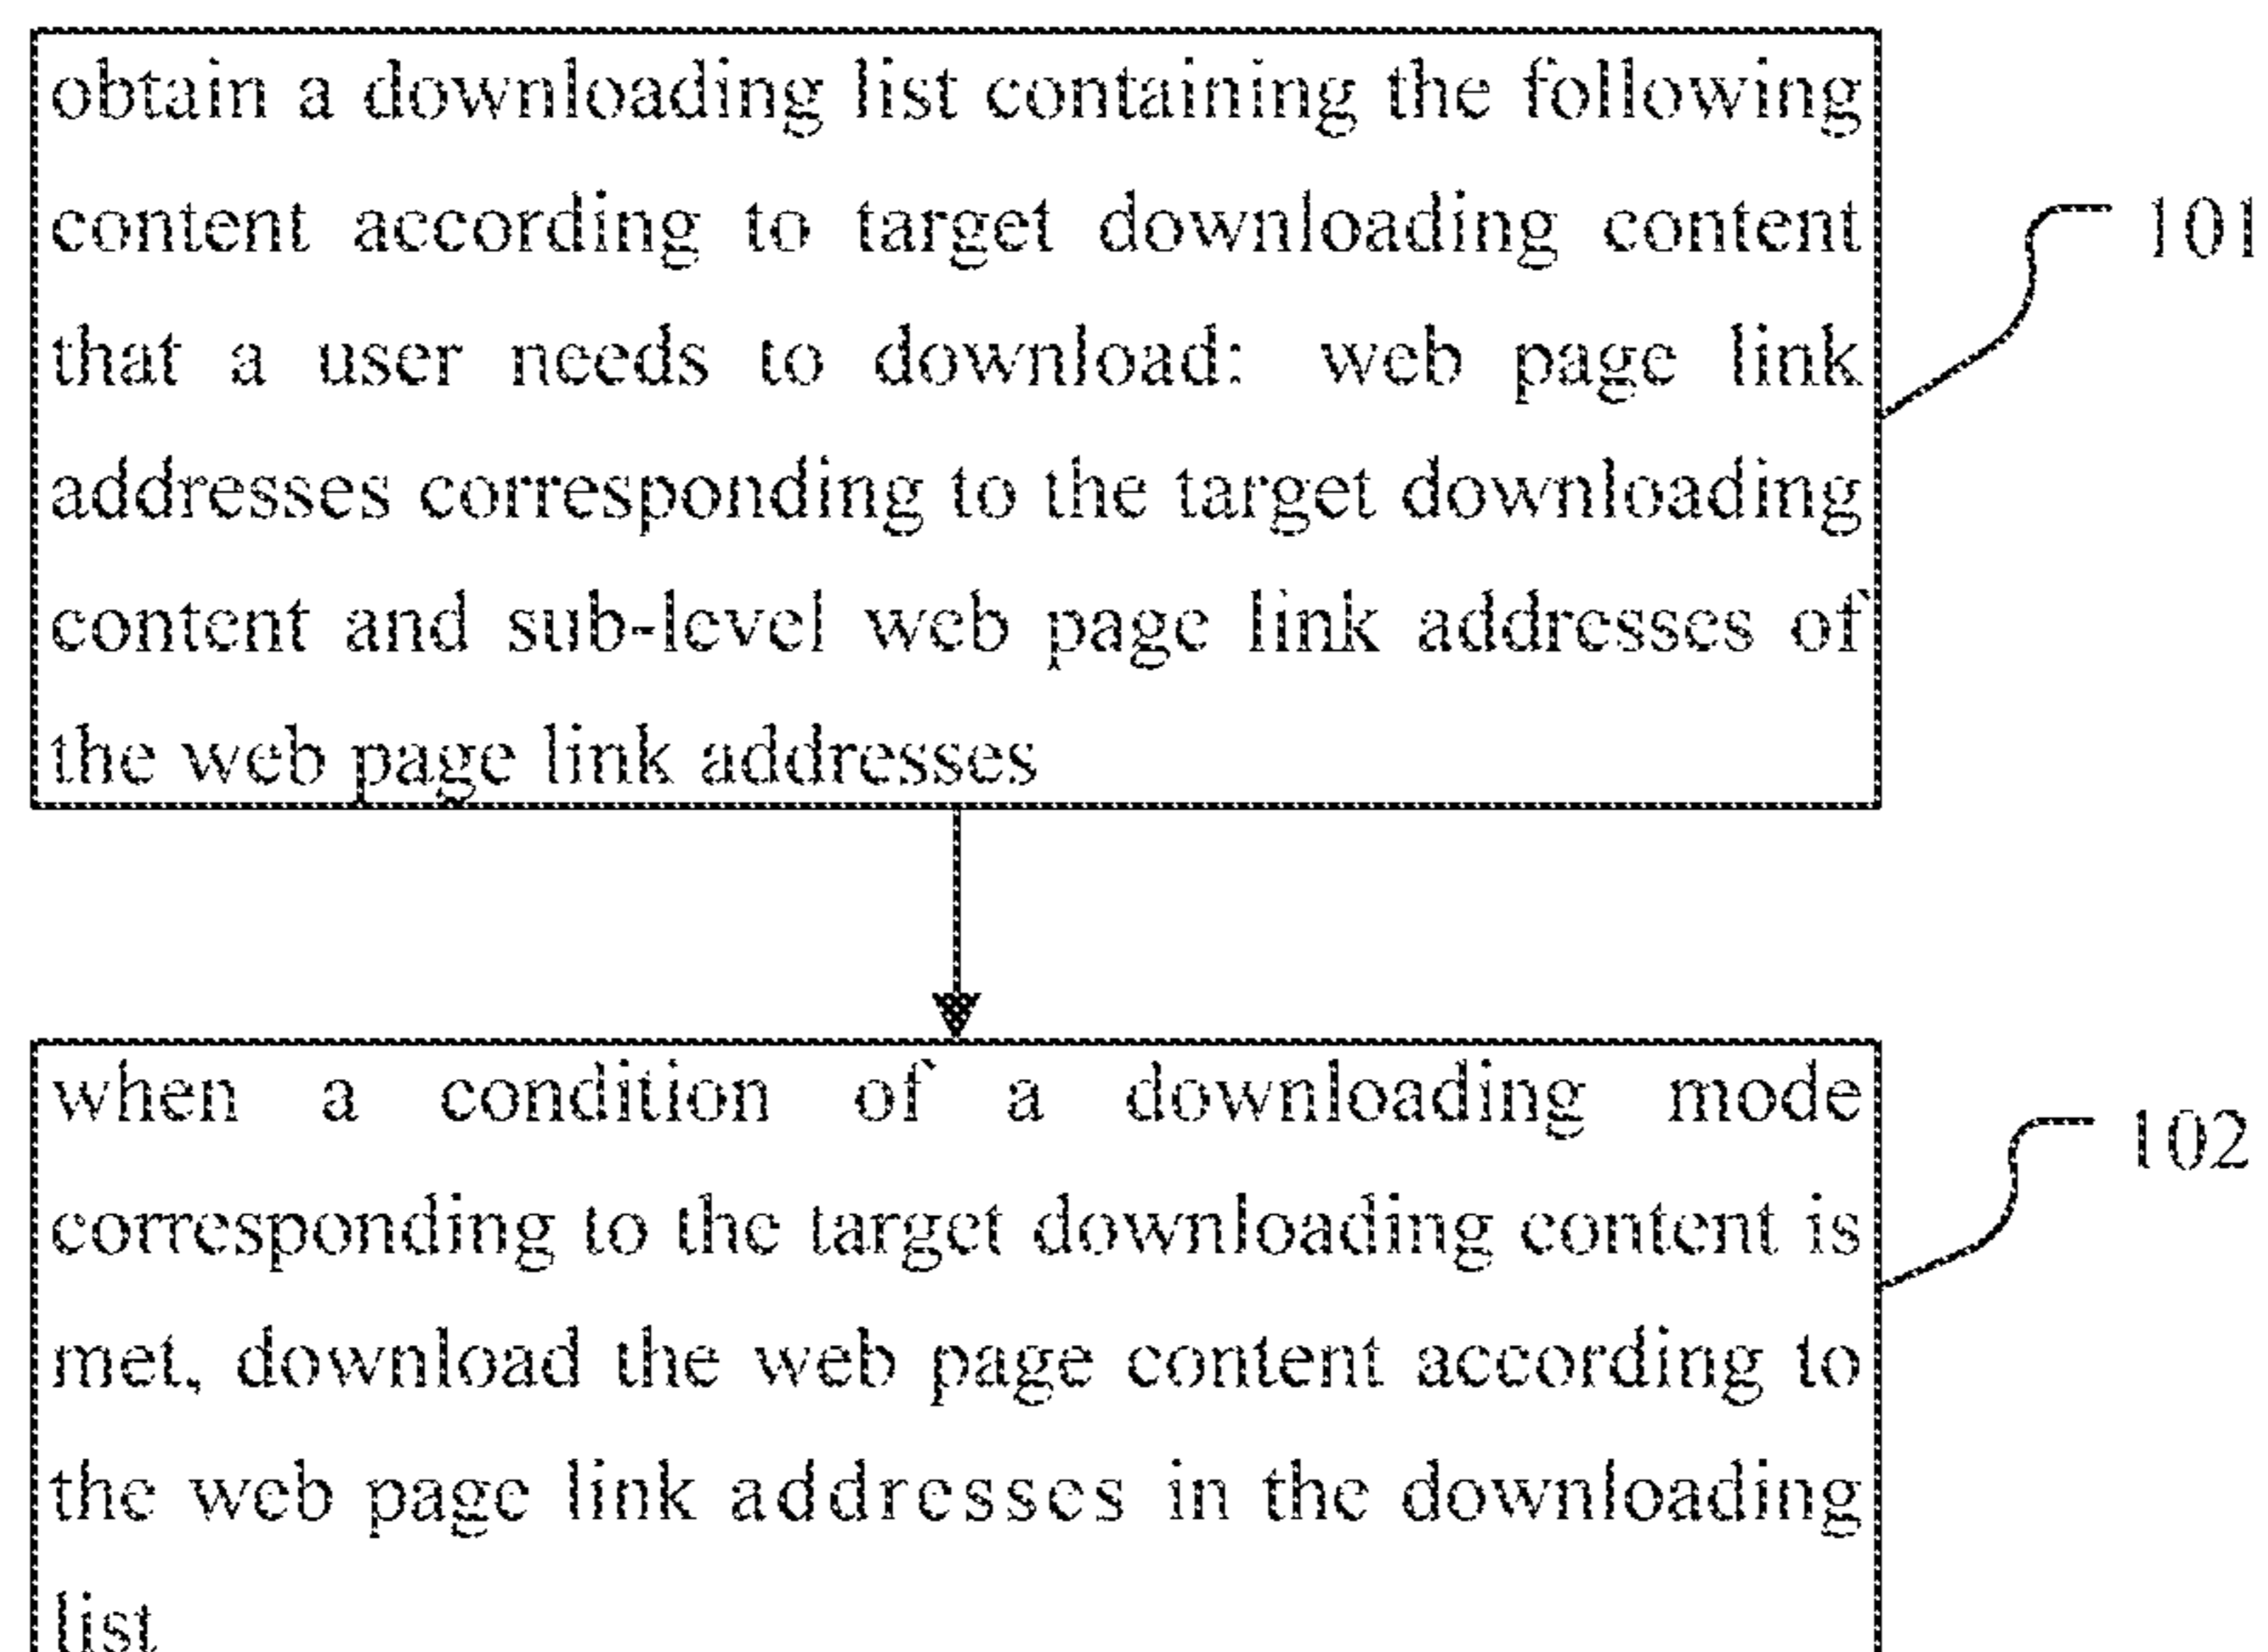 obtain a downloading list containing the following
content according to target downloading content
101
that a user needs to download: web page link
addresses corresponding to the target downloading
content and sub-level web page link addresses of
the web page link addresses
when a condition of a downloading mode
102
corresponding to the target downloading content is
met, download the web page content according to
the web page link addresses in the downloading
list